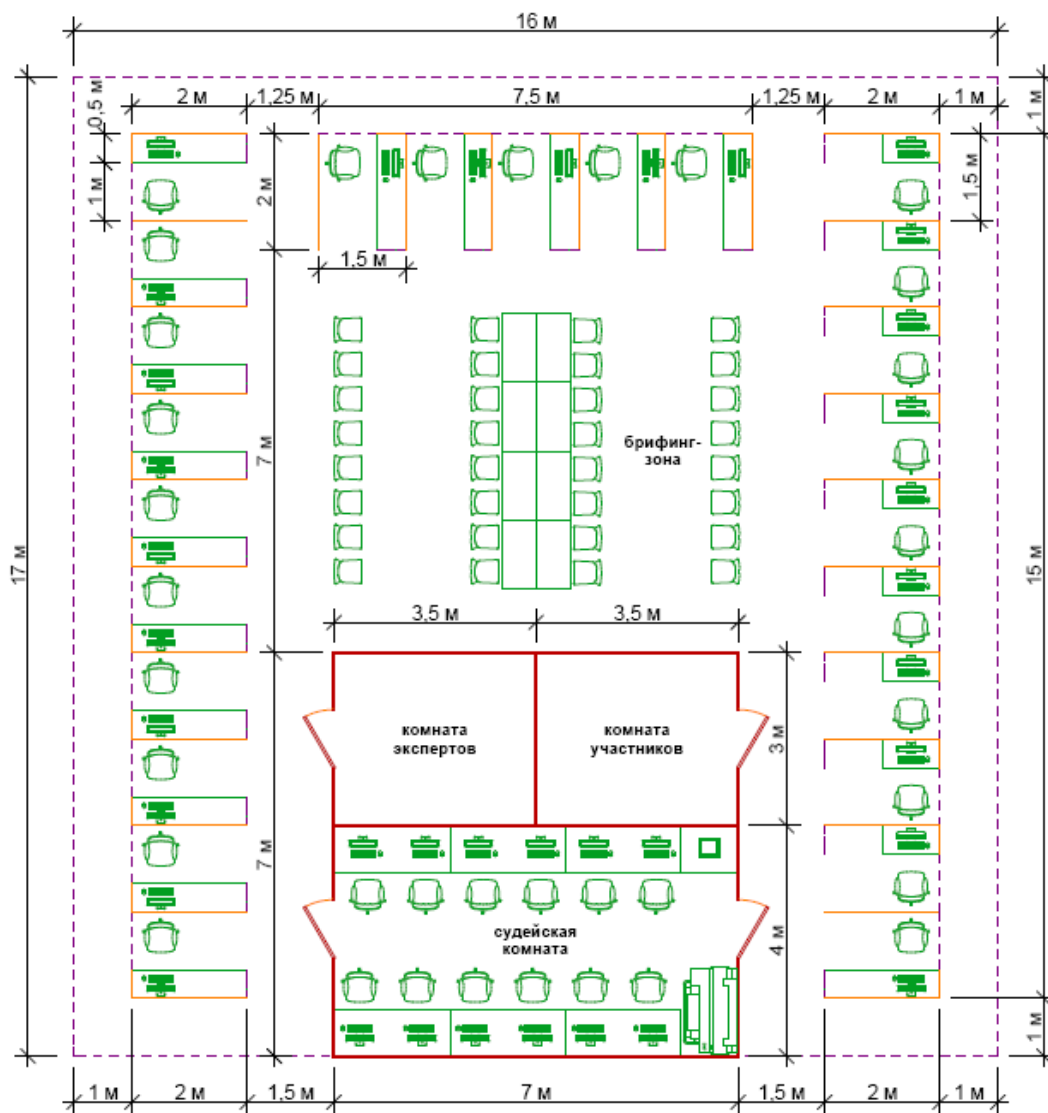 16 м
2 м
1,25 м
7,5 м
1,25 м
2 м
1 м
0,5 м
1 м
1 м
2 м
1,5 м
1,5 м
7 м
брифинг-
зона
17 м
15 м
3,5 м
3,5 м
комната
экспертов
комната
участников
3 м
7 м
судейская
комната
4 м
1 м
1 м
2 м
1,5 м
7 м
1,5 м
2 м
1 м